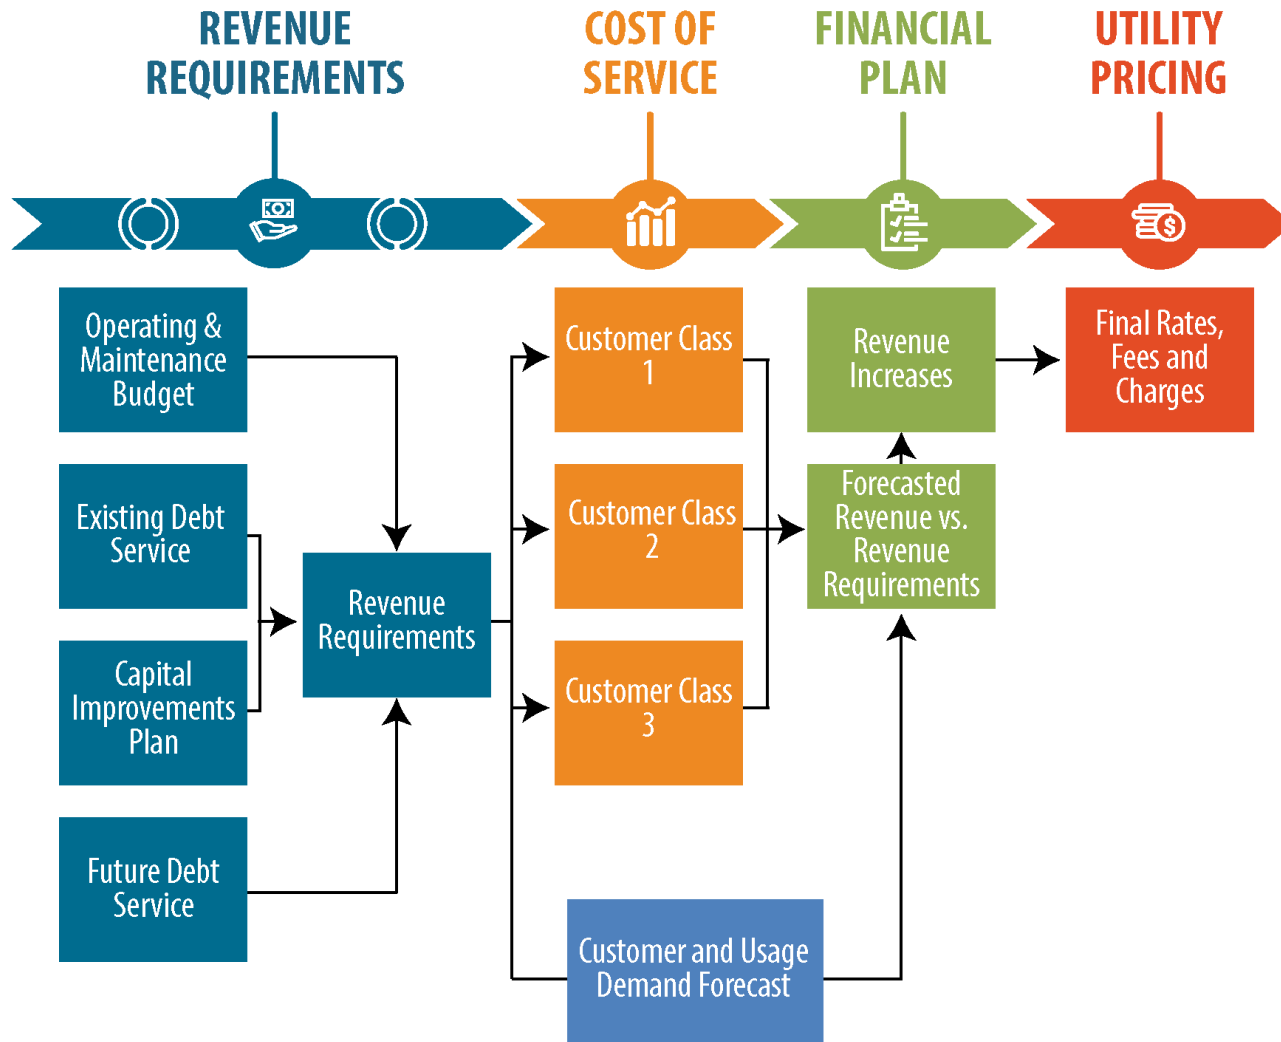 REVENUE
REQUIREMENTS
COST OF
SERVICE
FINANCIAL
PLAN
UTILITY
PRICING
$
Operating &
Maintenance
Budget
Existing Debt
Service
Capital
Improvements
Plan
Future Debt
Service
Revenue
Requirements
Customer Class
1
Customer Class
2
Customer Class
3
Customer and Usage
Demand Forecast
Revenue
Increases
Forecasted
Revenue vs.
Revenue
Requirements
Final Rates,
Fees and
Charges